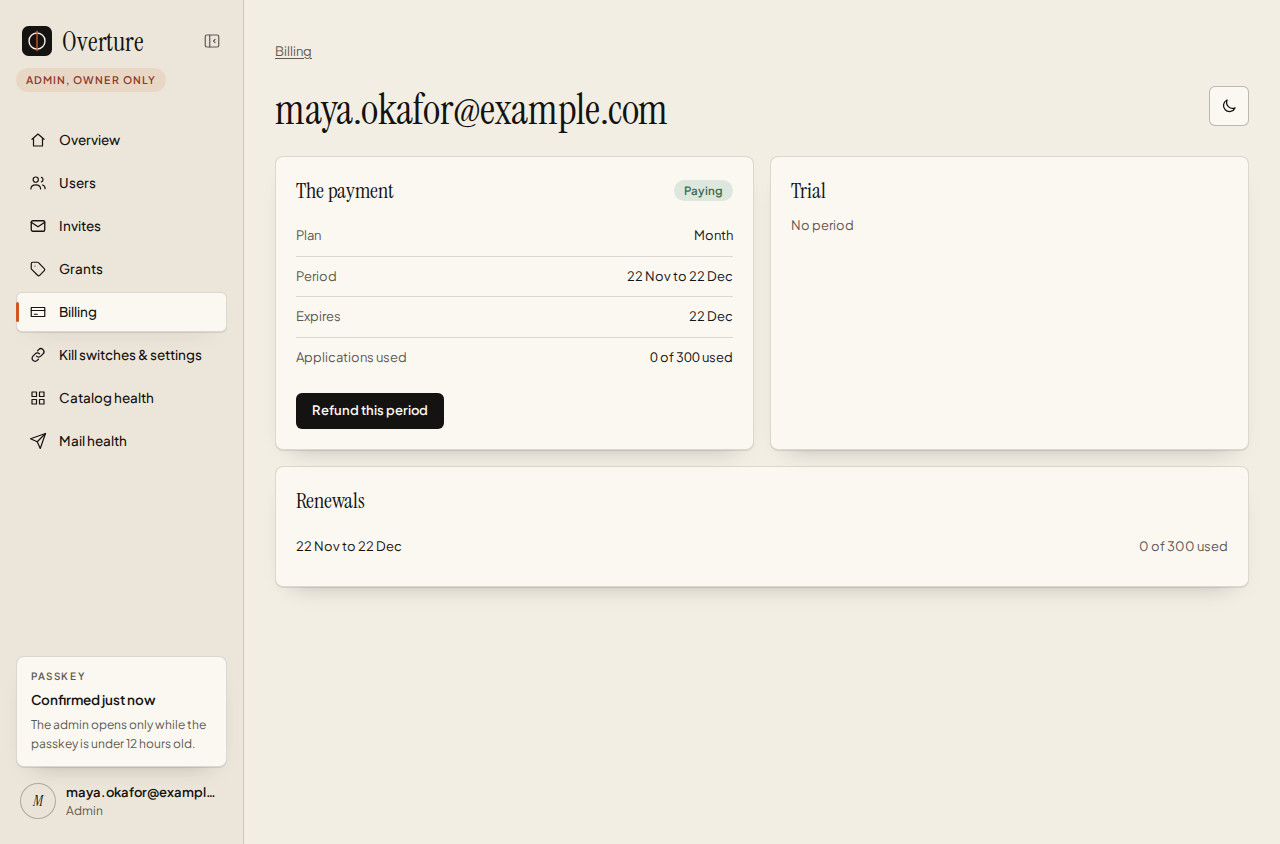 Overture
ADMIN, OWNER ONLY
Overview
Users
Invites
Grants
Billing
Kill switches & settings
Catalog health
Mail health
PASSKEY
Confirmed just now
The admin opens only while the
passkey is under 12 hours old.
M
maya.okafor@exampl…
Admin
Billing
maya.okafor@example.com
The payment
Paying
Plan
Month
Period
22 Nov to 22 Dec
Expires
22 Dec
Applications used
0 of 300 used
Refund this period
Trial
No period
Renewals
22 Nov to 22 Dec
0 of 300 used